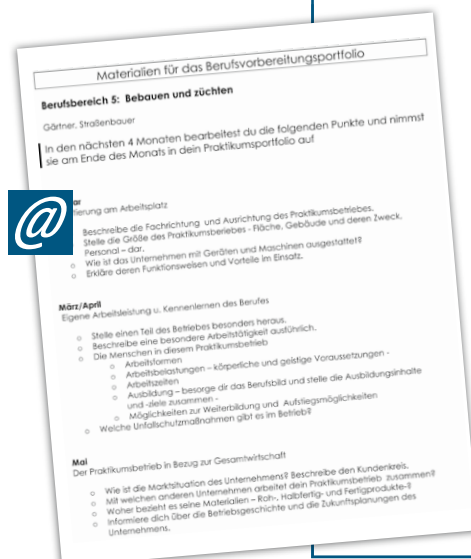 Materialien für das Berufsvorbereitungsportfolio
Berufsbereich 5: Bebauen und züchten
Gärtner, Straßenbauer
In den nächsten 4 Monaten bearbeitest du die folgenden Punkte und nimmst
sie am Ende des Monats in dein Praktikumsportfolio auf
@
ar
tierung am Arbeitsplatz
Beschreibe die Fachrichtung und Ausrichtung des Praktikumsbetriebes.
Stelle die Größe des Praktikumsberiebes - Fläche, Gebäude und deren Zweck,
Personal – dar.
o Wie ist das Unternehmen mit Geräten und Maschinen ausgestattet?
o Erkläre deren Funktionsweisen und Vorteile im Einsatz.
März/April
Eigene Arbeitsleistung u. Kennenlernen des Berufes
o Stelle einen Teil des Betriebes besonders heraus.
o Beschreibe eine besondere Arbeitstätigkeit ausführlich.
o Die Menschen in diesem Praktikumsbetrieb
o Arbeitsformen
o Arbeitsbelastungen – körperliche und geistige Voraussetzungen -
o Arbeitszeiten
o Ausbildung – besorge dir das Berufsbild und stelle die Ausbildungsinhalte
und -ziele zusammen -
o Möglichkeiten zur Weiterbildung und Aufstiegsmöglichkeiten
o Welche Unfallschutzmaßnahmen gibt es im Betrieb?
Mai
Der Praktikumsbetrieb in Bezug zur Gesamtwirtschaft
o Wie ist die Marktsituation des Unternehmens? Beschreibe den Kundenkreis.
o Mit welchen anderen Unternehmen arbeitet dein Praktikumsbetrieb zusammen?
o Woher bezieht es seine Materialien – Roh-, Halbfertig- und Fertigprodukte-?
o Informiere dich über die Betriebsgeschichte und die Zukunftsplanungen des
Unternehmens.